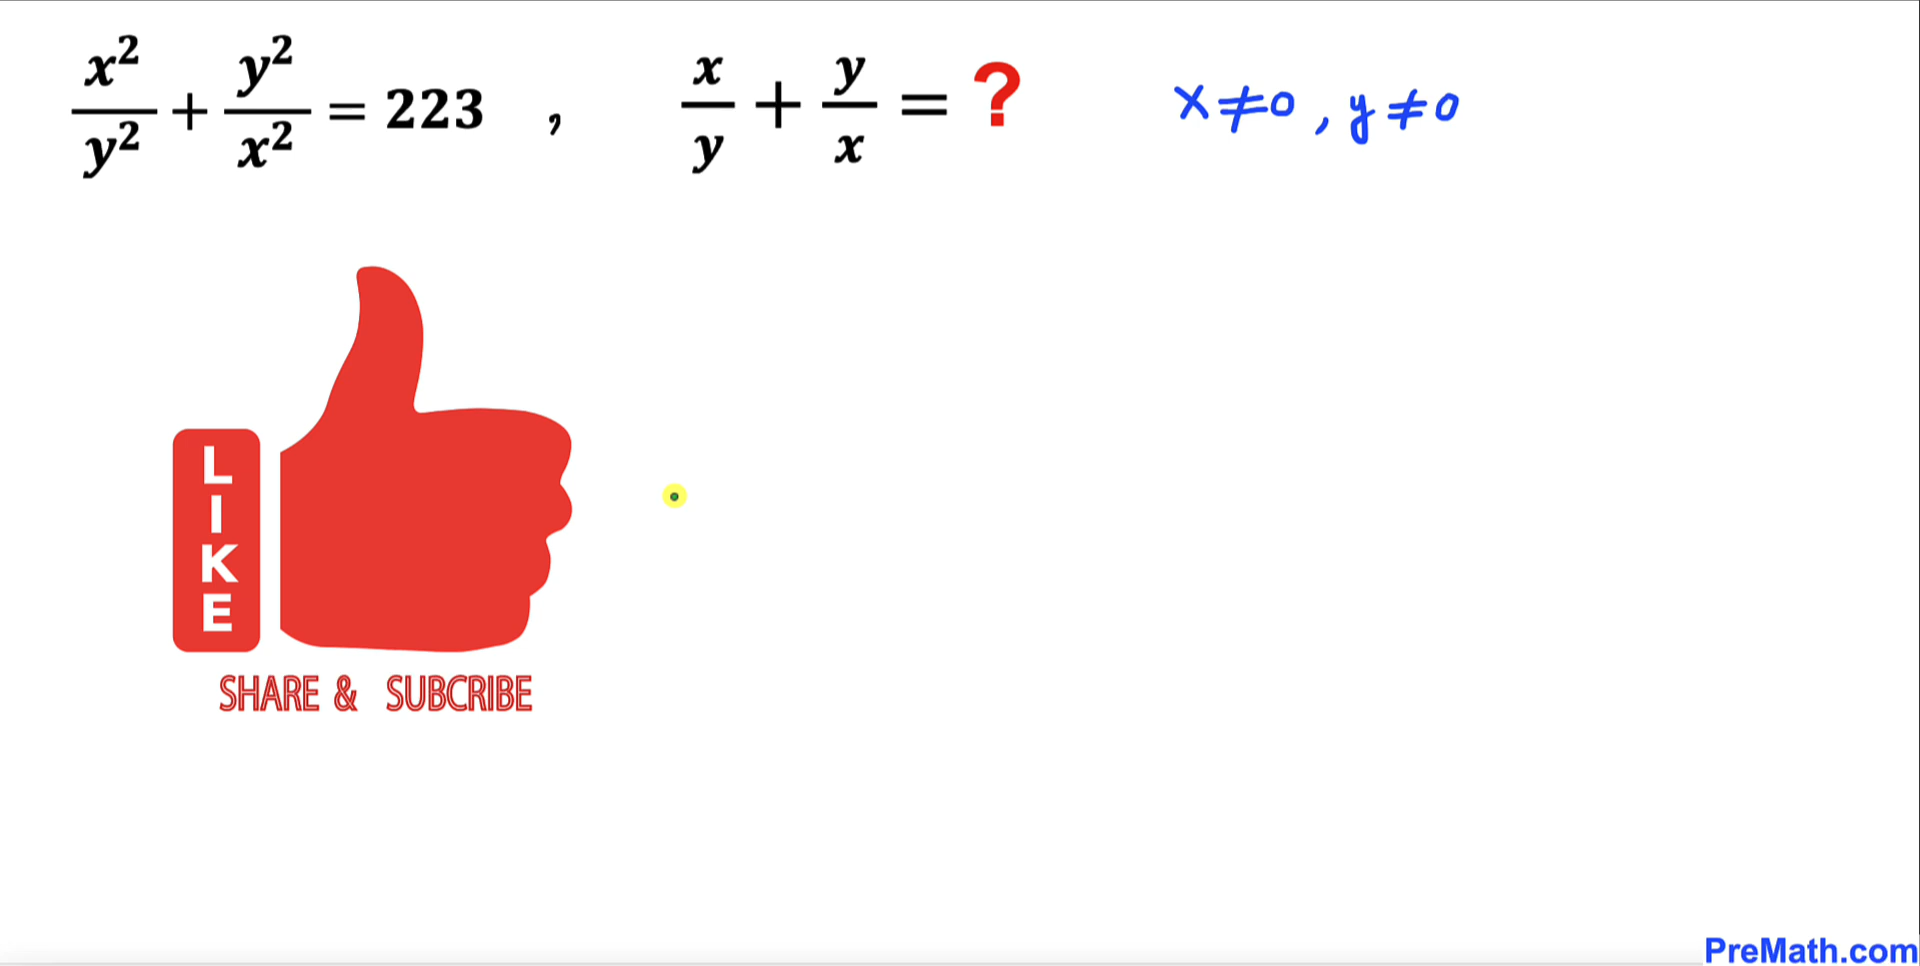 x²/y² + y²/x² = 223 , x/y + y/x = ? x≠0 , y≠0
L
I
K
E
SHARE & SUBCRIBE
PreMath.com